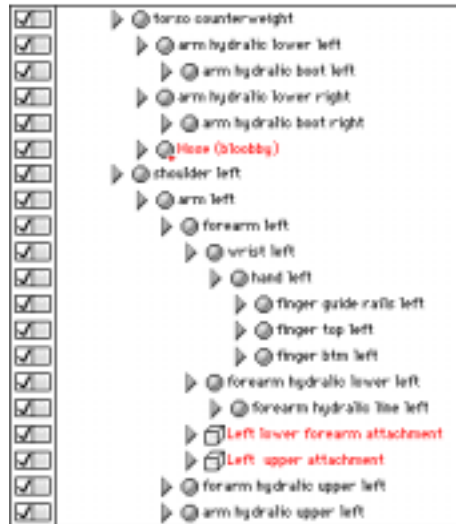 torso counterweight
arm hydralic lower left
arm hydralic boot left
arm hydralic lower right
arm hydralic boot right
Hose (bloobby)
shoulder left
arm left
forearm left
wrist left
hand left
finger guide rails left
finger top left
finger btm left
forearm hydralic lower left
forearm hydralic line left
Left lower forearm attachment
Left upper attachment
forarm hydralic upper left
arm hydralic upper left